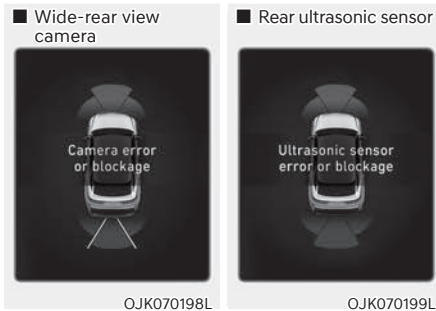 ■ Wide-rear view
camera
Camera error
or blockage
OJK070198L
■ Rear ultrasonic sensor
Ultrasonic sensor
error or blockage
OJK070199L